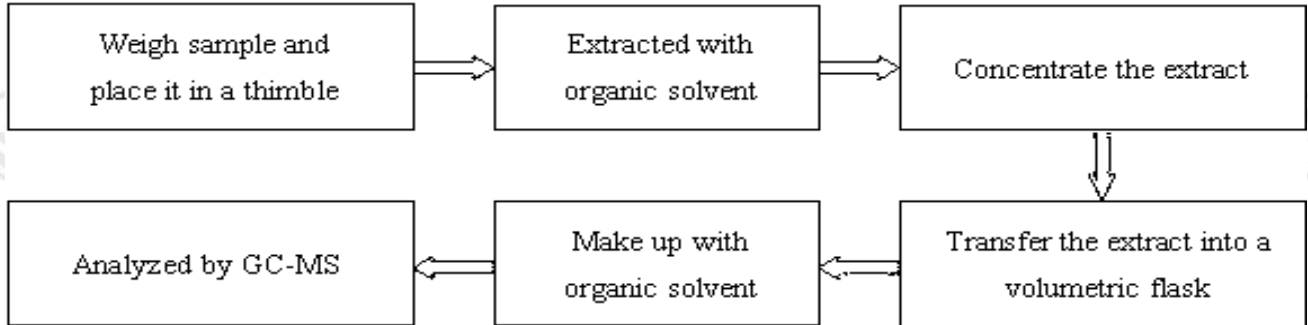 Weigh sample and
place it in a thimble
Extracted with
organic solvent
Concentrate the extract
Transfer the extract into a
volumetric flask
Make up with
organic solvent
Analyzed by GC-MS